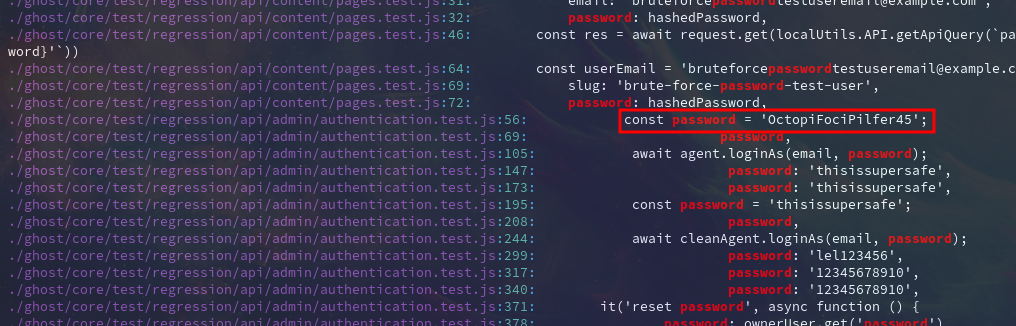 ./ghost/core/test/regression/api/content/pages.test.js:31: email: 'bruteforcepasswordtestuseremail@example.com',
./ghost/core/test/regression/api/content/pages.test.js:32: password: hashedPassword,
./ghost/core/test/regression/api/content/pages.test.js:46: const res = await request.get(localUtils.API.getApiQuery(`pa
word}'`))
./ghost/core/test/regression/api/content/pages.test.js:64: const userEmail = 'bruteforcepasswordtestuseremail@example.c
./ghost/core/test/regression/api/content/pages.test.js:69: slug: 'brute-force-password-test-user',
./ghost/core/test/regression/api/content/pages.test.js:72: password: hashedPassword,
./ghost/core/test/regression/api/admin/authentication.test.js:56: const password = 'OctopiFociPilfer45';
./ghost/core/test/regression/api/admin/authentication.test.js:69: password,
./ghost/core/test/regression/api/admin/authentication.test.js:105: await agent.loginAs(email, password);
./ghost/core/test/regression/api/admin/authentication.test.js:147: password: 'thisissupersafe',
./ghost/core/test/regression/api/admin/authentication.test.js:173: password: 'thisissupersafe',
./ghost/core/test/regression/api/admin/authentication.test.js:195: const password = 'thisissupersafe';
./ghost/core/test/regression/api/admin/authentication.test.js:208: password,
./ghost/core/test/regression/api/admin/authentication.test.js:244: await cleanAgent.loginAs(email, password);
./ghost/core/test/regression/api/admin/authentication.test.js:299: password: 'lel123456',
./ghost/core/test/regression/api/admin/authentication.test.js:317: password: '12345678910',
./ghost/core/test/regression/api/admin/authentication.test.js:340: password: '12345678910',
./ghost/core/test/regression/api/admin/authentication.test.js:371: it('reset password', async function () {
./ghost/core/test/regression/api/admin/authentication.test.js:378: password: ownerUser.get('password')